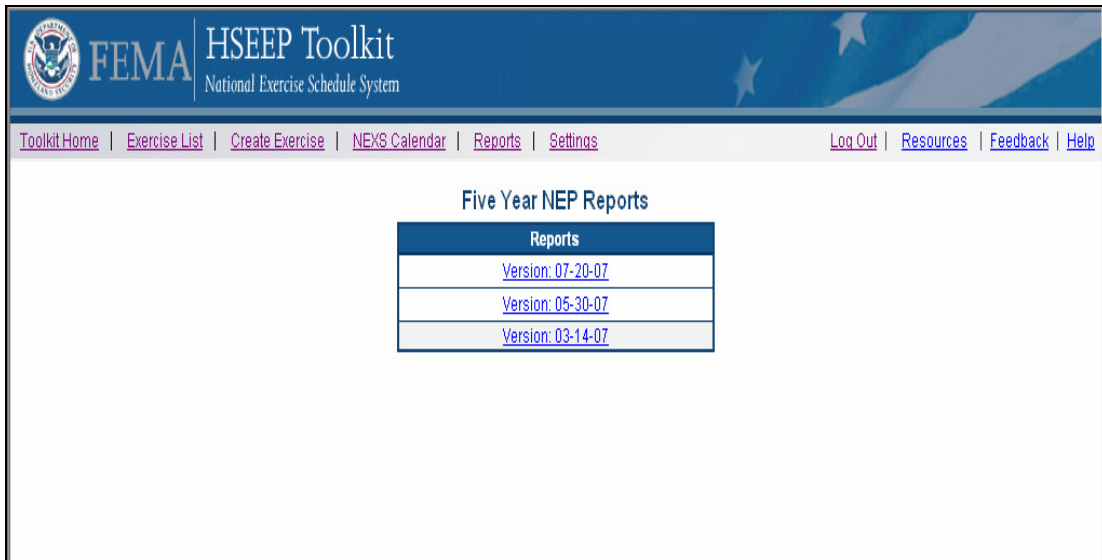 FEMA
HSEEP Toolkit
National Exercise Schedule System
Toolkit Home | Exercise List | Create Exercise | NEXS Calendar | Reports | Settings Log Out | Resources | Feedback | Help
Five Year NEP Reports
Reports
Version: 07-20-07
Version: 05-30-07
Version: 03-14-07